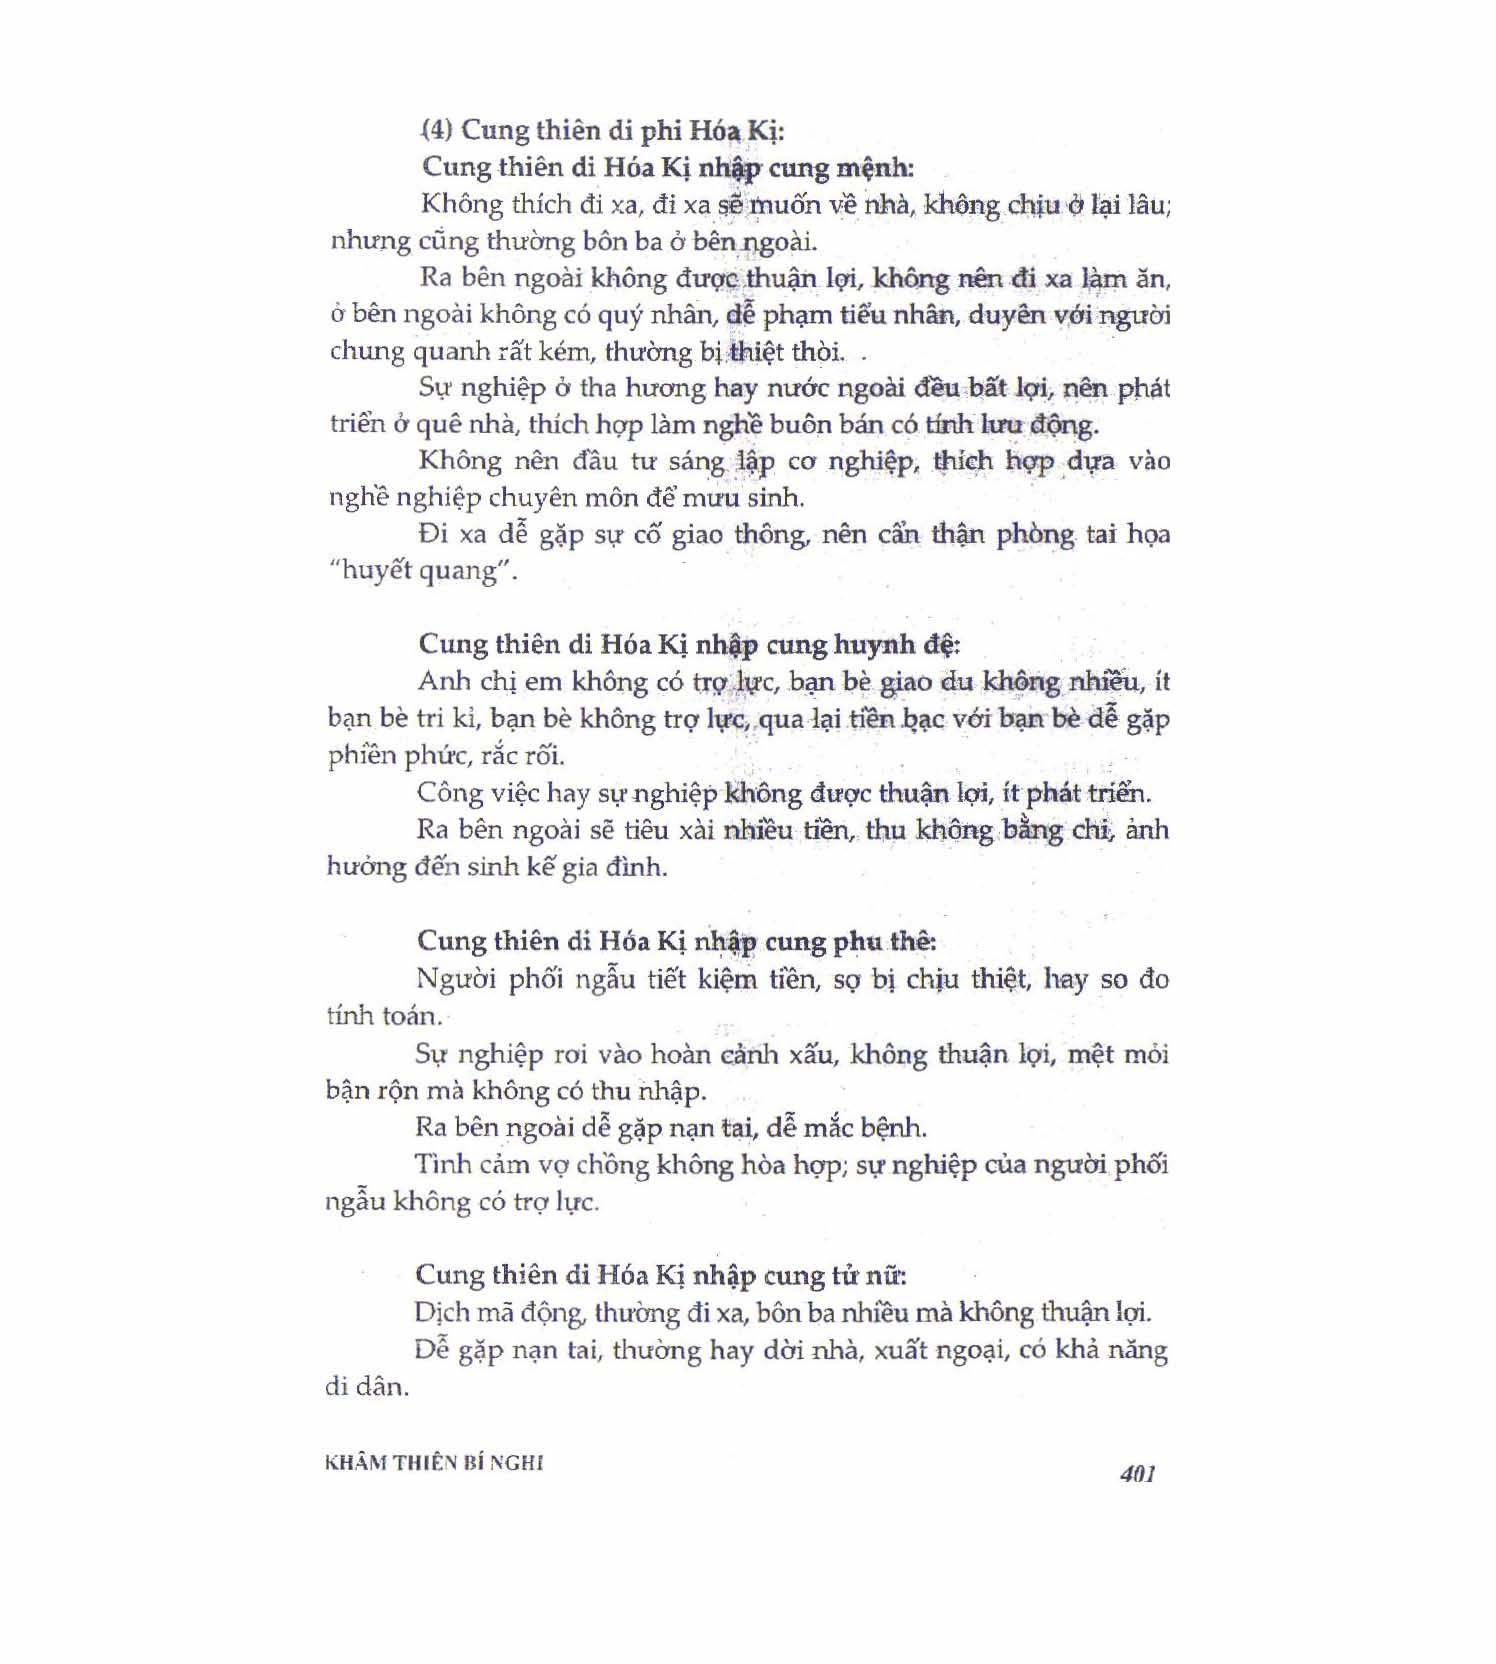 (4) Cung thiên di phi Hóa Kị:
Cung thiên di Hóa Kị nhập cung mệnh:
Không thích đi xa, đi xa sẽ muốn về nhà, không chịu ở lại lâu;
nhưng cũng thường bôn ba ở bên ngoài.
Ra bên ngoài không được thuận lợi, không nên đi xa làm ăn,
ở bên ngoài không có quý nhân, dễ phạm tiểu nhân, duyên với người
chung quanh rất kém, thường bị thiệt thòi.
Sự nghiệp ở tha hương hay nước ngoài đều bất lợi, nên phát
triển ở quê nhà, thích hợp làm nghề buôn bán có tính lưu động.
Không nên đầu tư sáng lập cơ nghiệp, thích hợp dựa vào
nghề nghiệp chuyên môn để mưu sinh.
Đi xa dễ gặp sự cố giao thông, nên cẩn thận phòng tai họa
"huyết quang".
Cung thiên di Hóa Kị nhập cung huynh đệ:
Anh chị em không có trợ lực, bạn bè giao du không nhiều, ít
bạn bè tri kỉ, bạn bè không trợ lực, qua lại tiền bạc với bạn bè dễ gặp
phiền phức, rắc rối.
Công việc hay sự nghiệp không được thuận lợi, ít phát triển.
Ra bên ngoài sẽ tiêu xài nhiều tiền, thu không bằng chi, ảnh
hưởng đến sinh kế gia đình.
Cung thiên di Hóa Kị nhập cung phu thê:
Người phối ngẫu tiết kiệm tiền, sợ bị chịu thiệt, hay so đo
tính toán.
Sự nghiệp rơi vào hoàn cảnh xấu, không thuận lợi, mệt mỏi
bận rộn mà không có thu nhập.
Ra bên ngoài dễ gặp nạn tai, dễ mắc bệnh.
Tình cảm vợ chồng không hòa hợp; sự nghiệp của người phối
ngẫu không có trợ lực.
Cung thiên di Hóa Kị nhập cung tử nữ:
Dịch mã động, thường đi xa, bôn ba nhiều mà không thuận lợi.
Dễ gặp nạn tai, thường hay dời nhà, xuất ngoại, có khả năng
di dân.
KHÂM THIÊN BÍ NGHI
401